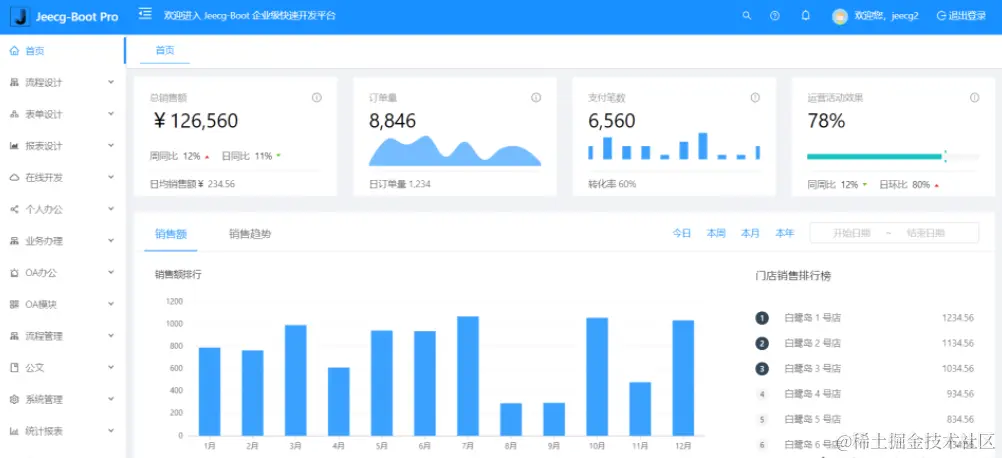 Jeecg-Boot Pro
欢迎进入 Jeecg-Boot 企业级快速开发平台
欢迎您，jeecg2
退出登录
首页
流程设计
表单设计
报表设计
在线开发
个人办公
业务办理
OA办公
OA模块
流程管理
公文
系统管理
统计报表
首页
总销售额
￥126,560
周同比 12% 日同比 11%
日均销售额￥ 234.56
订单量
8,846
日订单量 1,234
支付笔数
6,560
转化率 60%
运营活动效果
78%
同周比 12% 日环比 80%
销售额 销售趋势
今日 本周 本月 本年 开始日期 ~ 结束日期
销售额排行
1200
1000
800
600
400
200
0
1月 2月 3月 4月 5月 6月 7月 8月 9月 10月 11月 12月
门店销售排行榜
1 白鹭岛 1 号店 1234.56
2 白鹭岛 2 号店 1134.56
3 白鹭岛 3 号店 1034.56
4 白鹭岛 4 号店 934.56
5 白鹭岛 5 号店 834.56
6 白鹭岛 6 号店
@稀土掘金技术社区